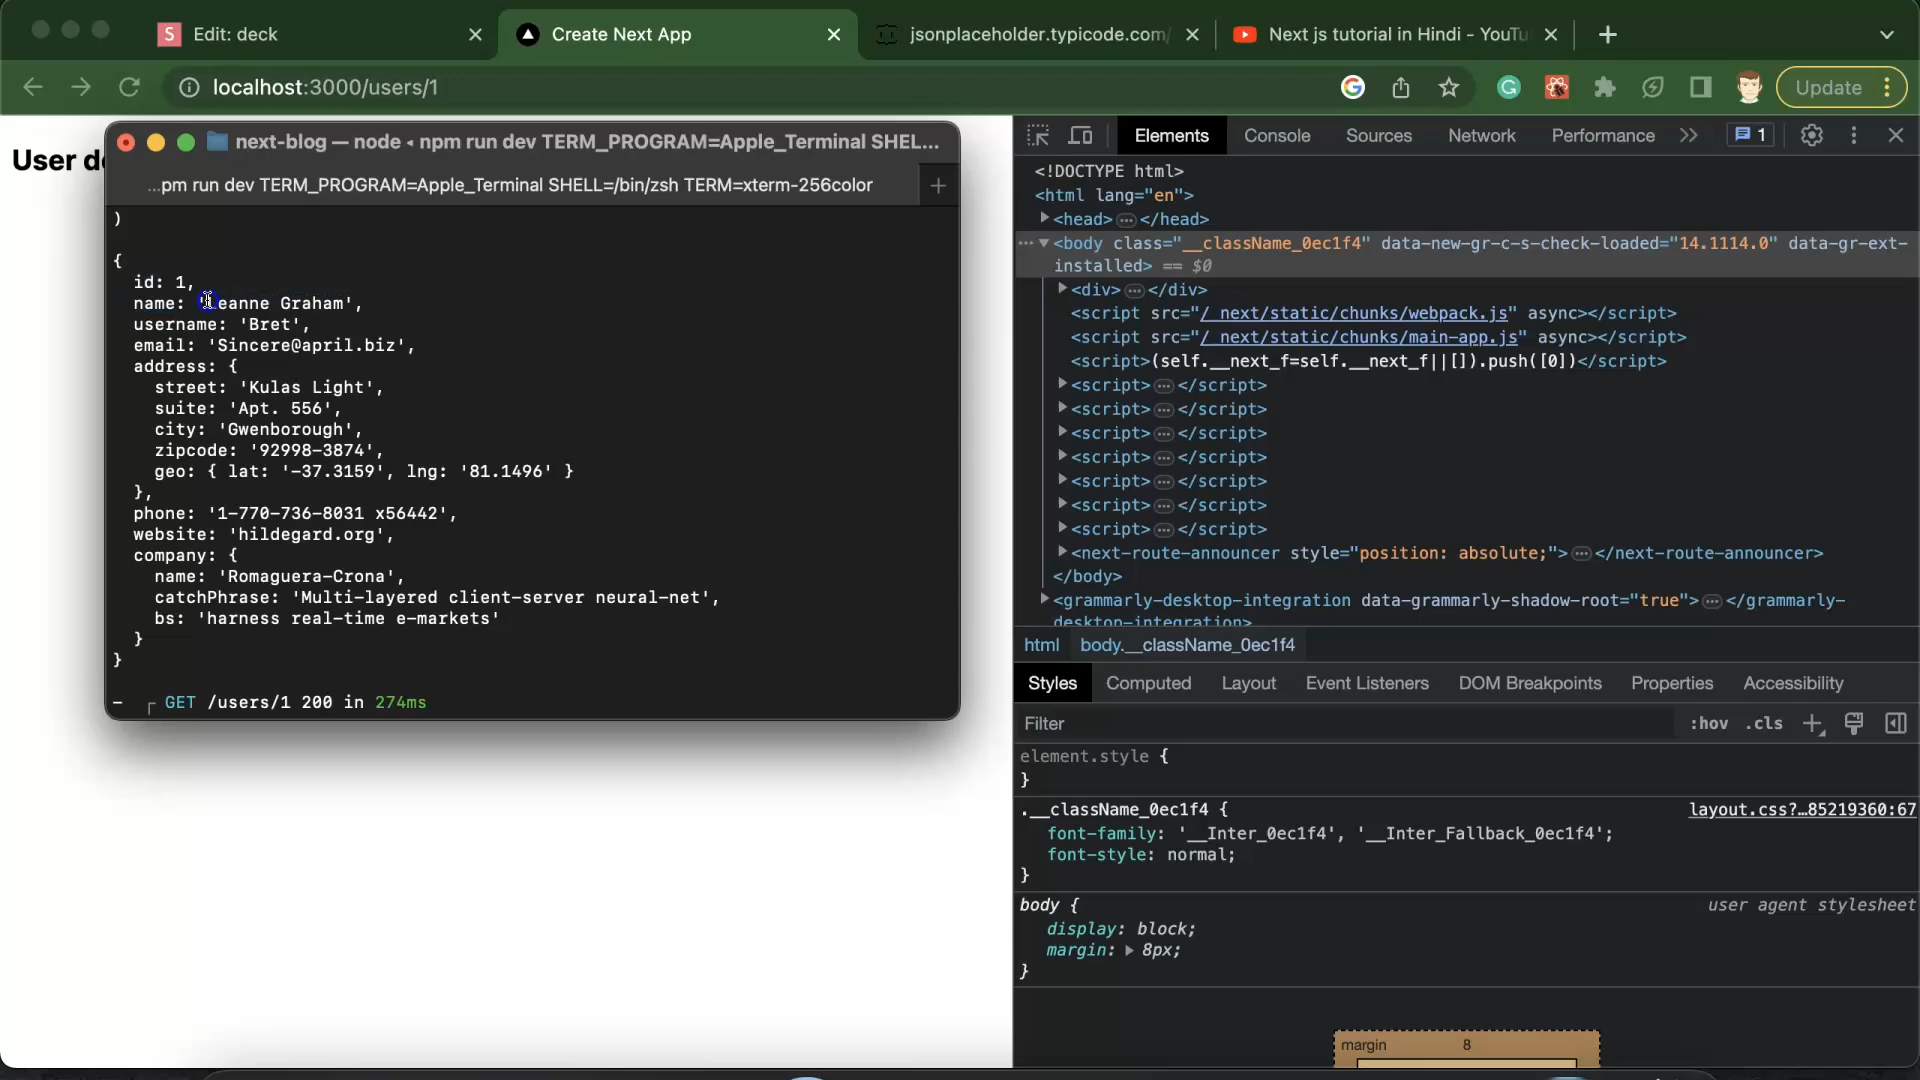 S Edit: deck
Create Next App
jsonplaceholder.typicode.com/
Next js tutorial in Hindi - YouTu
localhost:3000/users/1
Update
User de
next-blog — node ◂ npm run dev TERM_PROGRAM=Apple_Terminal SHEL...
...pm run dev TERM_PROGRAM=Apple_Terminal SHELL=/bin/zsh TERM=xterm-256color
)
{
id: 1,
name: 'Leanne Graham',
username: 'Bret',
email: 'Sincere@april.biz',
address: {
street: 'Kulas Light',
suite: 'Apt. 556',
city: 'Gwenborough',
zipcode: '92998-3874',
geo: { lat: '-37.3159', lng: '81.1496' }
},
phone: '1-770-736-8031 x56442',
website: 'hildegard.org',
company: {
name: 'Romaguera-Crona',
catchPhrase: 'Multi-layered client-server neural-net',
bs: 'harness real-time e-markets'
}
}
- ┌ GET /users/1 200 in 274ms
Elements Console Sources Network Performance » 1
<!DOCTYPE html>
<html lang="en">
<head> … </head>
… <body class="__className_0ec1f4" data-new-gr-c-s-check-loaded="14.1114.0" data-gr-ext-
installed> == $0
<div> … </div>
<script src="/_next/static/chunks/webpack.js" async></script>
<script src="/_next/static/chunks/main-app.js" async></script>
<script>(self.__next_f=self.__next_f||[]).push([0])</script>
<script> … </script>
<script> … </script>
<script> … </script>
<script> … </script>
<script> … </script>
<script> … </script>
<script> … </script>
<next-route-announcer style="position: absolute;"> … </next-route-announcer>
</body>
<grammarly-desktop-integration data-grammarly-shadow-root="true"> … </grammarly-
desktop-integration>
html body.__className_0ec1f4
Styles Computed Layout Event Listeners DOM Breakpoints Properties Accessibility
Filter :hov .cls
element.style {
}
.__className_0ec1f4 { layout.css?…85219360:67
font-family: '__Inter_0ec1f4', '__Inter_Fallback_0ec1f4';
font-style: normal;
}
body { user agent stylesheet
display: block;
margin: ▸ 8px;
}
margin 8